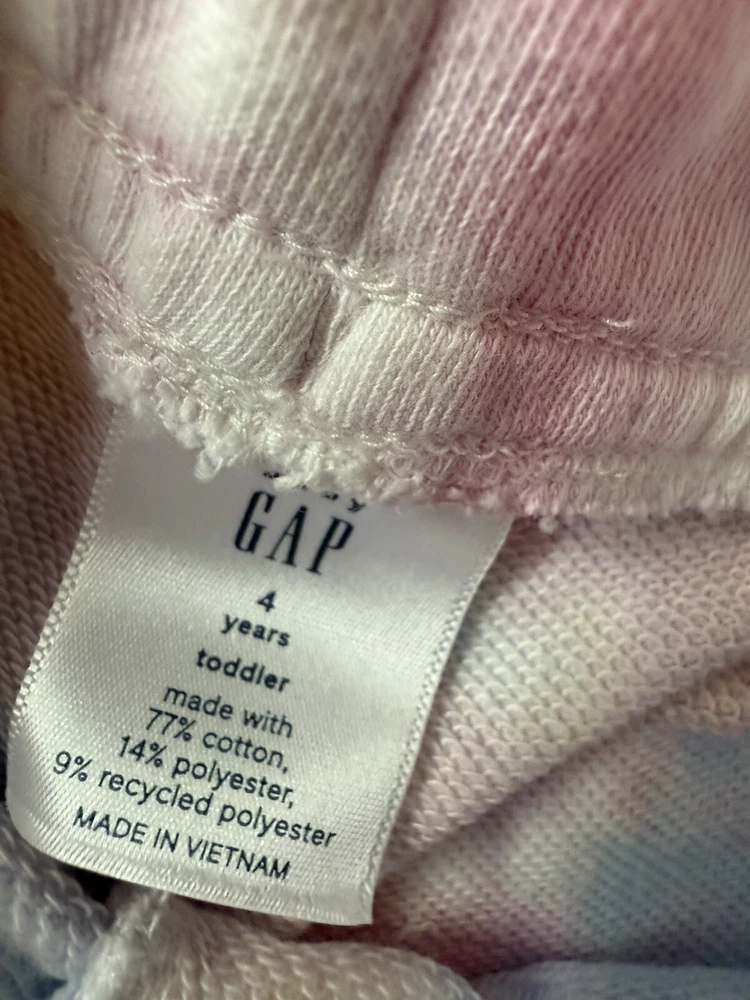 GAP
4
years
toddler
made with
77% cotton,
14% polyester,
9% recycled polyester
MADE IN VIETNAM